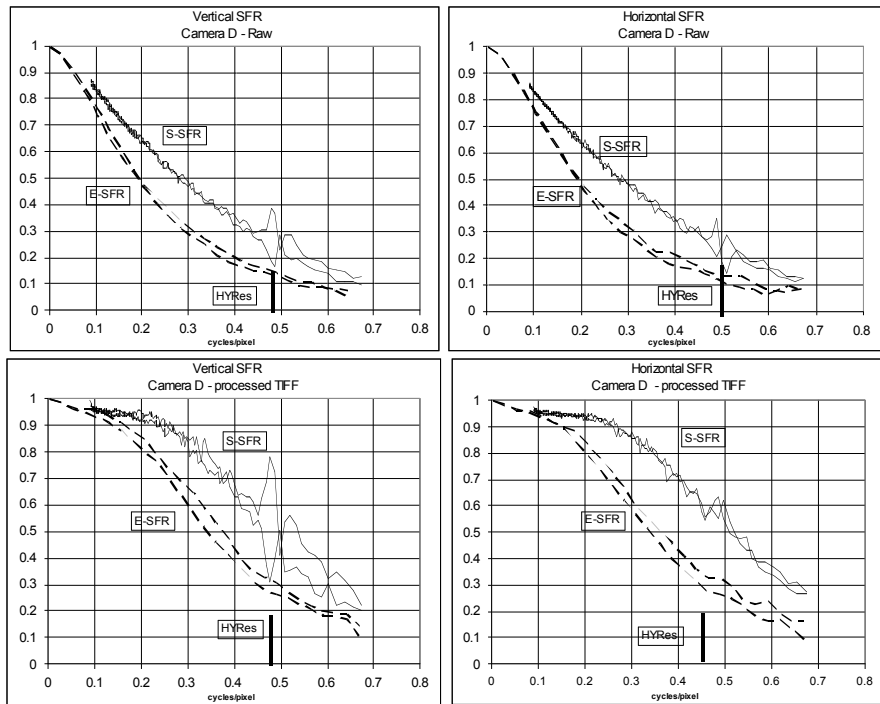 Vertical SFR
Camera D - Raw
1
0.9
0.8
0.7
0.6
0.5
0.4
0.3
0.2
0.1
0
S-SFR
E-SFR
HYRes
0 0.1 0.2 0.3 0.4 0.5 0.6 0.7 0.8
cycles/pixel
Horizontal SFR
Camera D - Raw
1
0.9
0.8
0.7
0.6
0.5
0.4
0.3
0.2
0.1
0
S-SFR
E-SFR
HYRes
0 0.1 0.2 0.3 0.4 0.5 0.6 0.7 0.8
cycles/pixel
Vertical SFR
Camera D - processed TIFF
1
0.9
0.8
0.7
0.6
0.5
0.4
0.3
0.2
0.1
0
S-SFR
E-SFR
HYRes
0 0.1 0.2 0.3 0.4 0.5 0.6 0.7 0.8
cycles/pixel
Horizontal SFR
Camera D - processed TIFF
1
0.9
0.8
0.7
0.6
0.5
0.4
0.3
0.2
0.1
0
S-SFR
E-SFR
HYRes
0 0.1 0.2 0.3 0.4 0.5 0.6 0.7 0.8
cycles/pixel